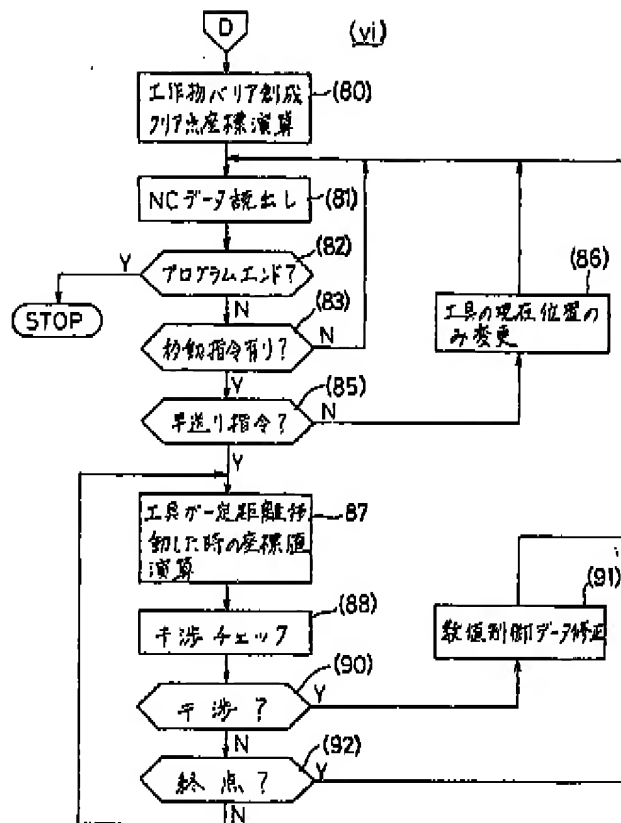 D
(vi)
(80)
工作物バリア創成
クリア点座標演算
NCデータ読出し
(81)
(82)
Y
プログラムエンド?
N
STOP
(83)
移動指令有り?
N
Y
(85)
早送り指令?
N
Y
(86)
工具の現在位置の
み変更
工具が一定距離移
動した時の座標値
演算
87
(88)
干渉チェック
(90)
干渉?
Y
N
(91)
数値制御データ修正
(92)
終点?
Y
N